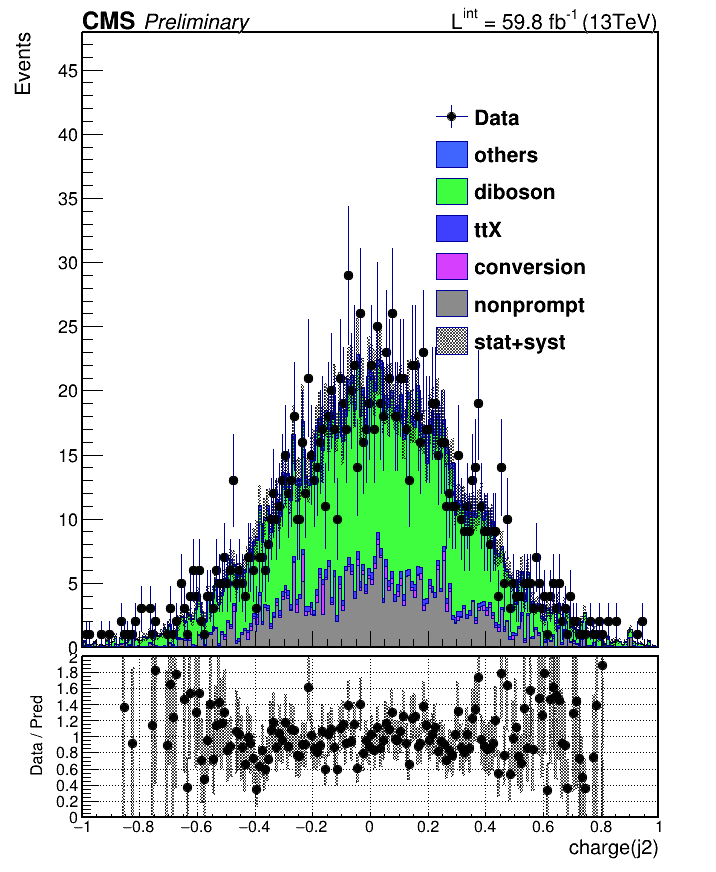 CMS Preliminary
L^int = 59.8 fb^-1 (13TeV)
Events
45
40
35
30
25
20
15
10
5
0
Data
others
diboson
ttX
conversion
nonprompt
stat+syst
Data / Pred
2
1.8
1.6
1.4
1.2
1
0.8
0.6
0.4
0.2
0
−1 −0.8 −0.6 −0.4 −0.2 0 0.2 0.4 0.6 0.8 1
charge(j2)